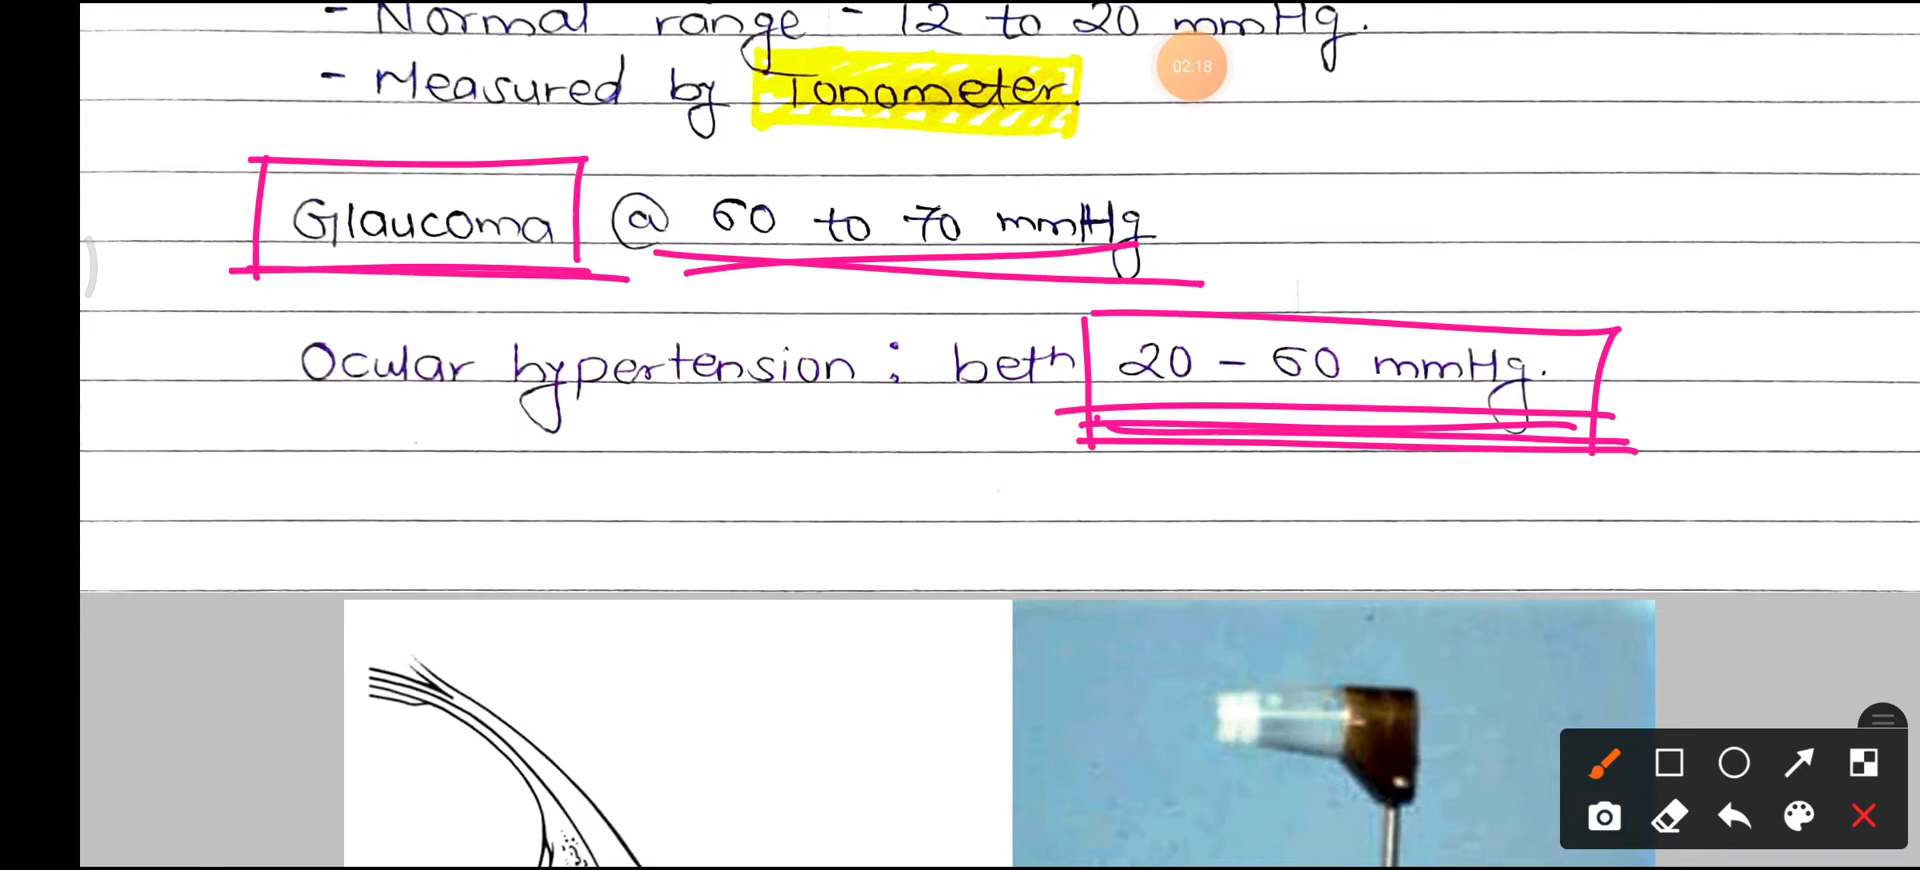 - Normal range - 12 to 20 mmHg.
- Measured by Tonometer.
02:18
Glaucoma @ 60 to 70 mmHg
Ocular hypertension ; beth 20 - 60 mmHg.